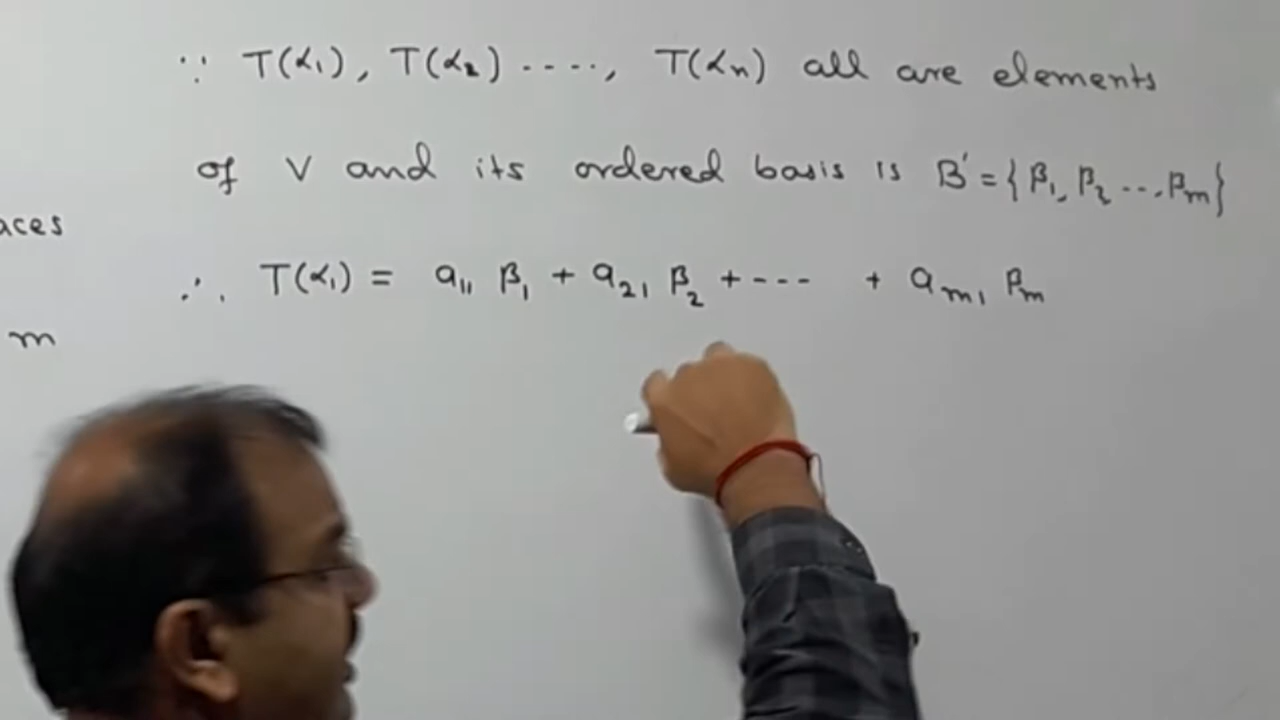 ∵ T(α₁), T(α₂) ----, T(αₙ) all are elements
of V and its ordered basis is B' = {β₁, β₂ ---, βₘ}
aces
∴ T(α₁) = a₁₁ β₁ + a₂₁ β₂ + --- + aₘ₁ βₘ
m